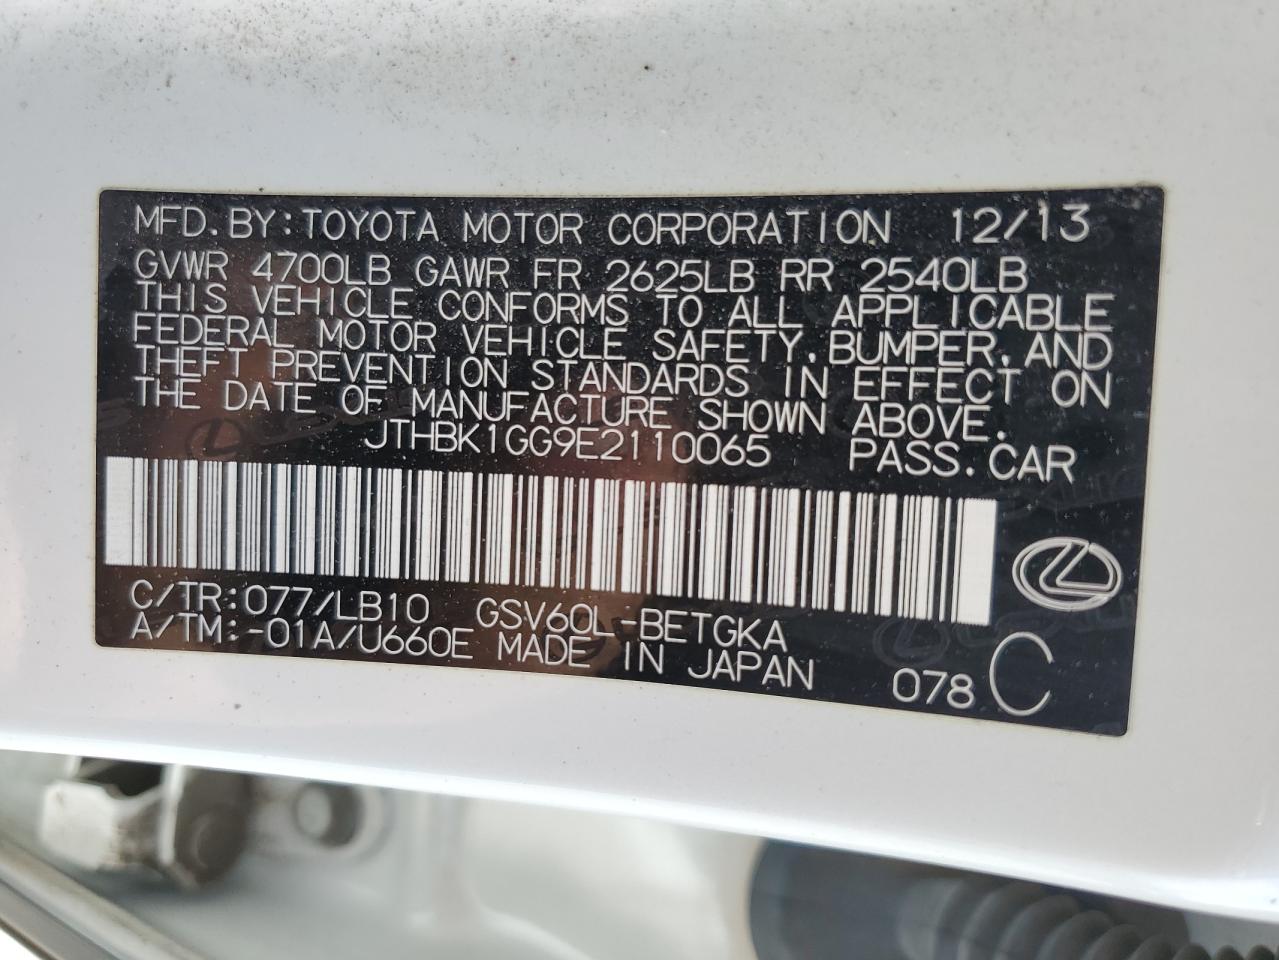 MFD.BY:TOYOTA MOTOR CORPORATION 12/13
GVWR 4700LB GAWR FR 2625LB RR 2540LB
THIS VEHICLE CONFORMS TO ALL APPLICABLE
FEDERAL MOTOR VEHICLE SAFETY,BUMPER,AND
THEFT PREVENTION STANDARDS IN EFFECT ON
THE DATE OF MANUFACTURE SHOWN ABOVE.
JTHBK1GG9E2110065 PASS.CAR
C/TR:077/LB10 GSV60L-BETGKA
A/TM:-01A/U660E MADE IN JAPAN 078 C